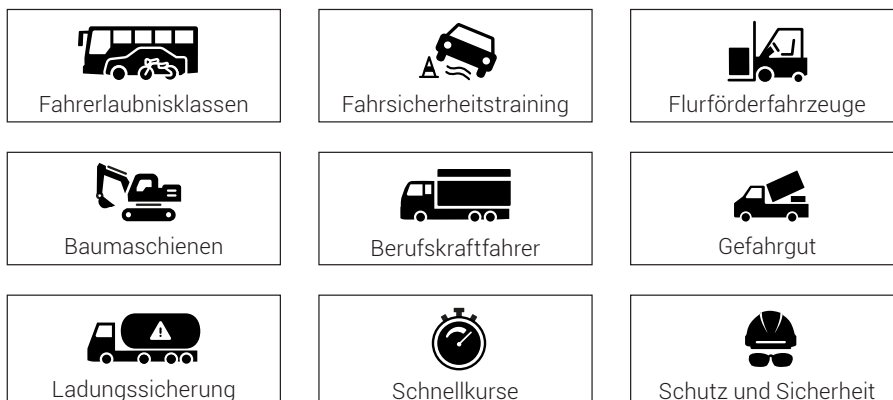 Fahrerlaubnisklassen
Fahrsicherheitstraining
Flurförderfahrzeuge
Baumaschienen
Berufskraftfahrer
Gefahrgut
Ladungssicherung
Schnellkurse
Schutz und Sicherheit